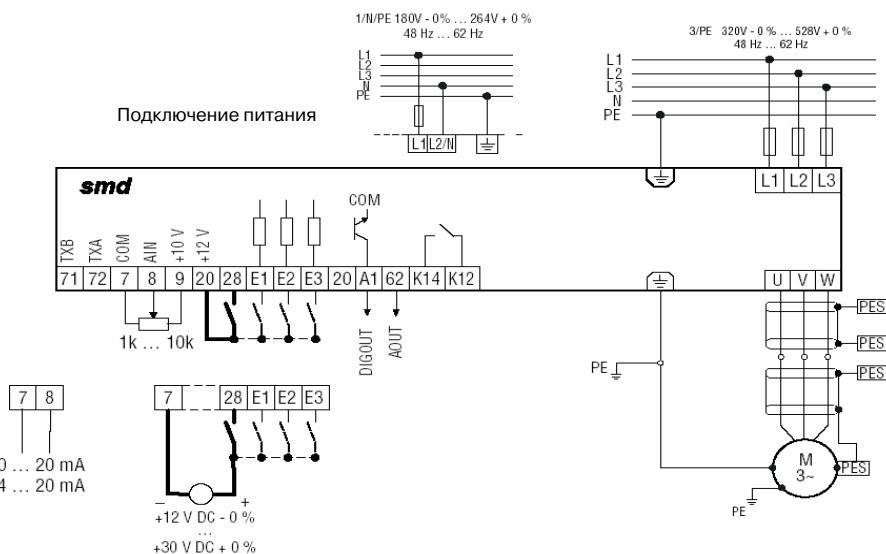 1/N/PE 180V - 0% ... 264V + 0 %
48 Hz ... 62 Hz
3/PE 320V - 0 % ... 528V + 0 %
48 Hz ... 62 Hz
L1
L2
L3
N
PE
L1
L2
L3
N
PE
Подключение питания
L1 L2/N
smd
L1 L2 L3
COM
TXB TXA COM AIN +10 V +12 V
71 72 7 8 9 20 28 E1 E2 E3 20 A1 62 K14 K12
U V W
1k ... 10k
DIGOUT AOUT
PES
PES
PES
PE
7 8
7 28 E1 E2 E3
0 ... 20 mA
4 ... 20 mA
M
3~
PES
PE
– +
+12 V DC - 0 %
...
+30 V DC + 0 %